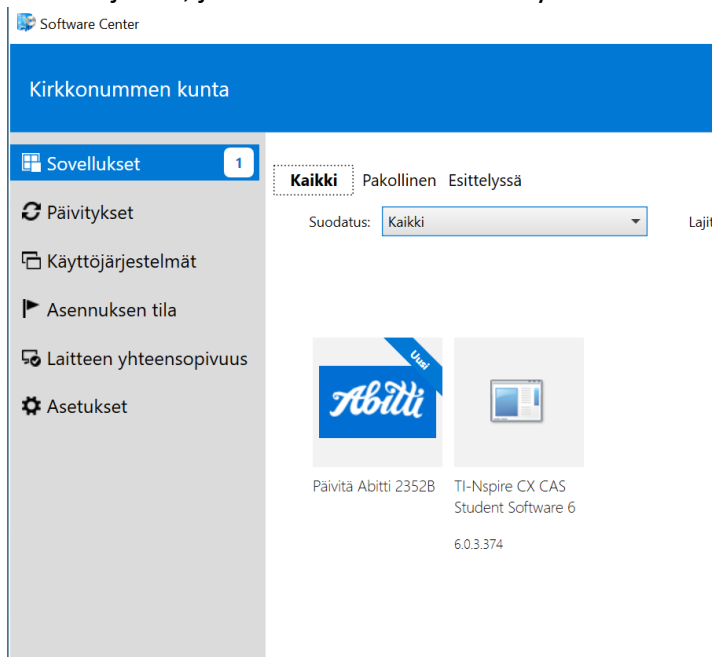 Software Center
Kirkkonummen kunta
Sovellukset 1
Päivitykset
Käyttöjärjestelmät
Asennuksen tila
Laitteen yhteensopivuus
Asetukset
Kaikki Pakollinen Esittelyssä
Suodatus: Kaikki
Uusi
Abitti
Päivitä Abitti 2352B
TI-Nspire CX CAS
Student Software 6
6.0.3.374